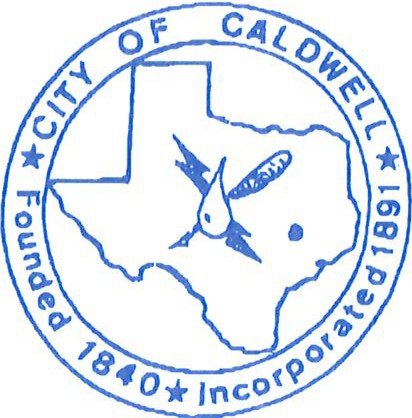 ★ CITY OF CALDWELL ★
Founded 1840 ★ Incorporated 1891